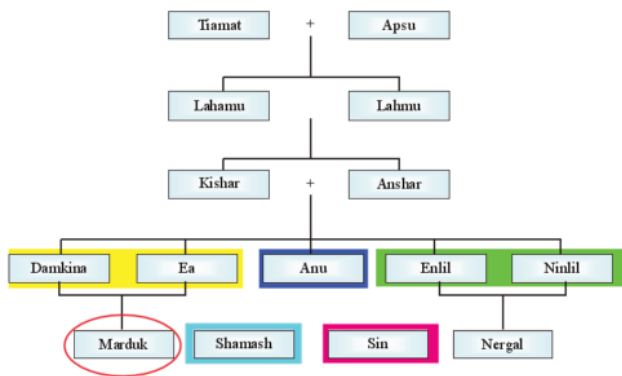 Tiamat + Apsu
Lahamu Lahmu
Kishar + Anshar
Damkina Ea Anu Enlil Ninlil
Marduk Shamash Sin Nergal